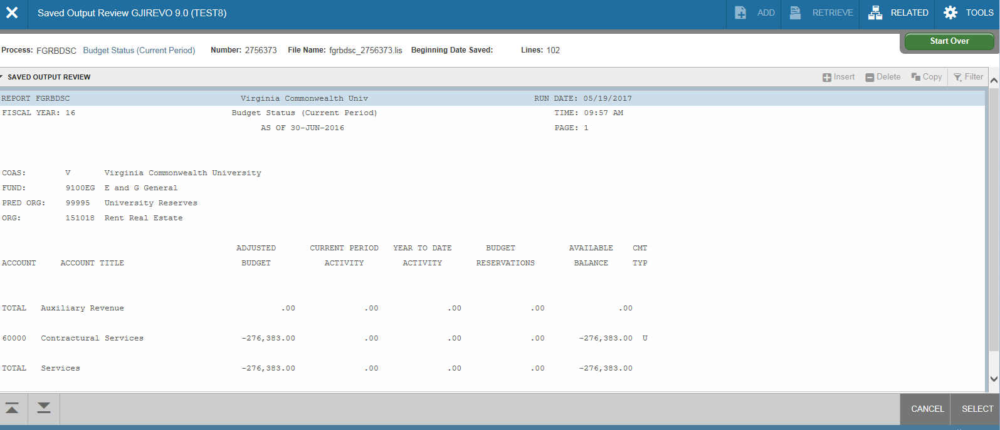 Saved Output Review GJIREVO 9.0 (TEST8) ADD RETRIEVE RELATED TOOLS
Start Over
Process: FGRBDSC Budget Status (Current Period) Number: 2756373 File Name: fgrbdsc_2756373.lis Beginning Date Saved: Lines: 102
SAVED OUTPUT REVIEW Insert Delete Copy Filter
REPORT FGRBDSC Virginia Commonwealth Univ RUN DATE: 05/19/2017
FISCAL YEAR: 16 Budget Status (Current Period) TIME: 09:57 AM
AS OF 30-JUN-2016 PAGE: 1
COAS: V Virginia Commonwealth University
FUND: 9100EG E and G General
PRED ORG: 99995 University Reserves
ORG: 151018 Rent Real Estate
ADJUSTED CURRENT PERIOD YEAR TO DATE BUDGET AVAILABLE CMT
ACCOUNT ACCOUNT TITLE BUDGET ACTIVITY ACTIVITY RESERVATIONS BALANCE TYP
TOTAL Auxiliary Revenue .00 .00 .00 .00 .00
60000 Contractural Services -276,383.00 .00 .00 .00 -276,383.00 U
TOTAL Services -276,383.00 .00 .00 .00 -276,383.00
CANCEL SELECT